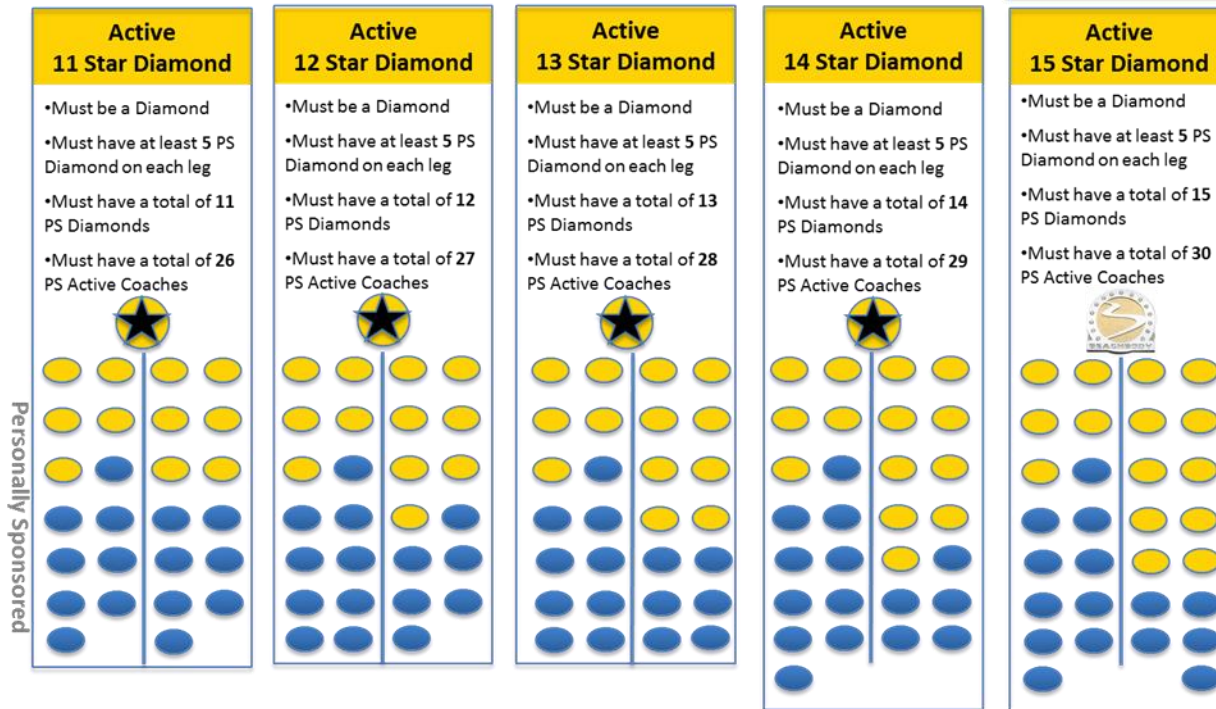 Active
11 Star Diamond
•Must be a Diamond
•Must have at least 5 PS
Diamond on each leg
•Must have a total of 11
PS Diamonds
•Must have a total of 26
PS Active Coaches
Active
12 Star Diamond
•Must be a Diamond
•Must have at least 5 PS
Diamond on each leg
•Must have a total of 12
PS Diamonds
•Must have a total of 27
PS Active Coaches
Active
13 Star Diamond
•Must be a Diamond
•Must have at least 5 PS
Diamond on each leg
•Must have a total of 13
PS Diamonds
•Must have a total of 28
PS Active Coaches
Active
14 Star Diamond
•Must be a Diamond
•Must have at least 5 PS
Diamond on each leg
•Must have a total of 14
PS Diamonds
•Must have a total of 29
PS Active Coaches
Active
15 Star Diamond
•Must be a Diamond
•Must have at least 5 PS
Diamond on each leg
•Must have a total of 15
PS Diamonds
•Must have a total of 30
PS Active Coaches
BEACHBODY
Personally Sponsored